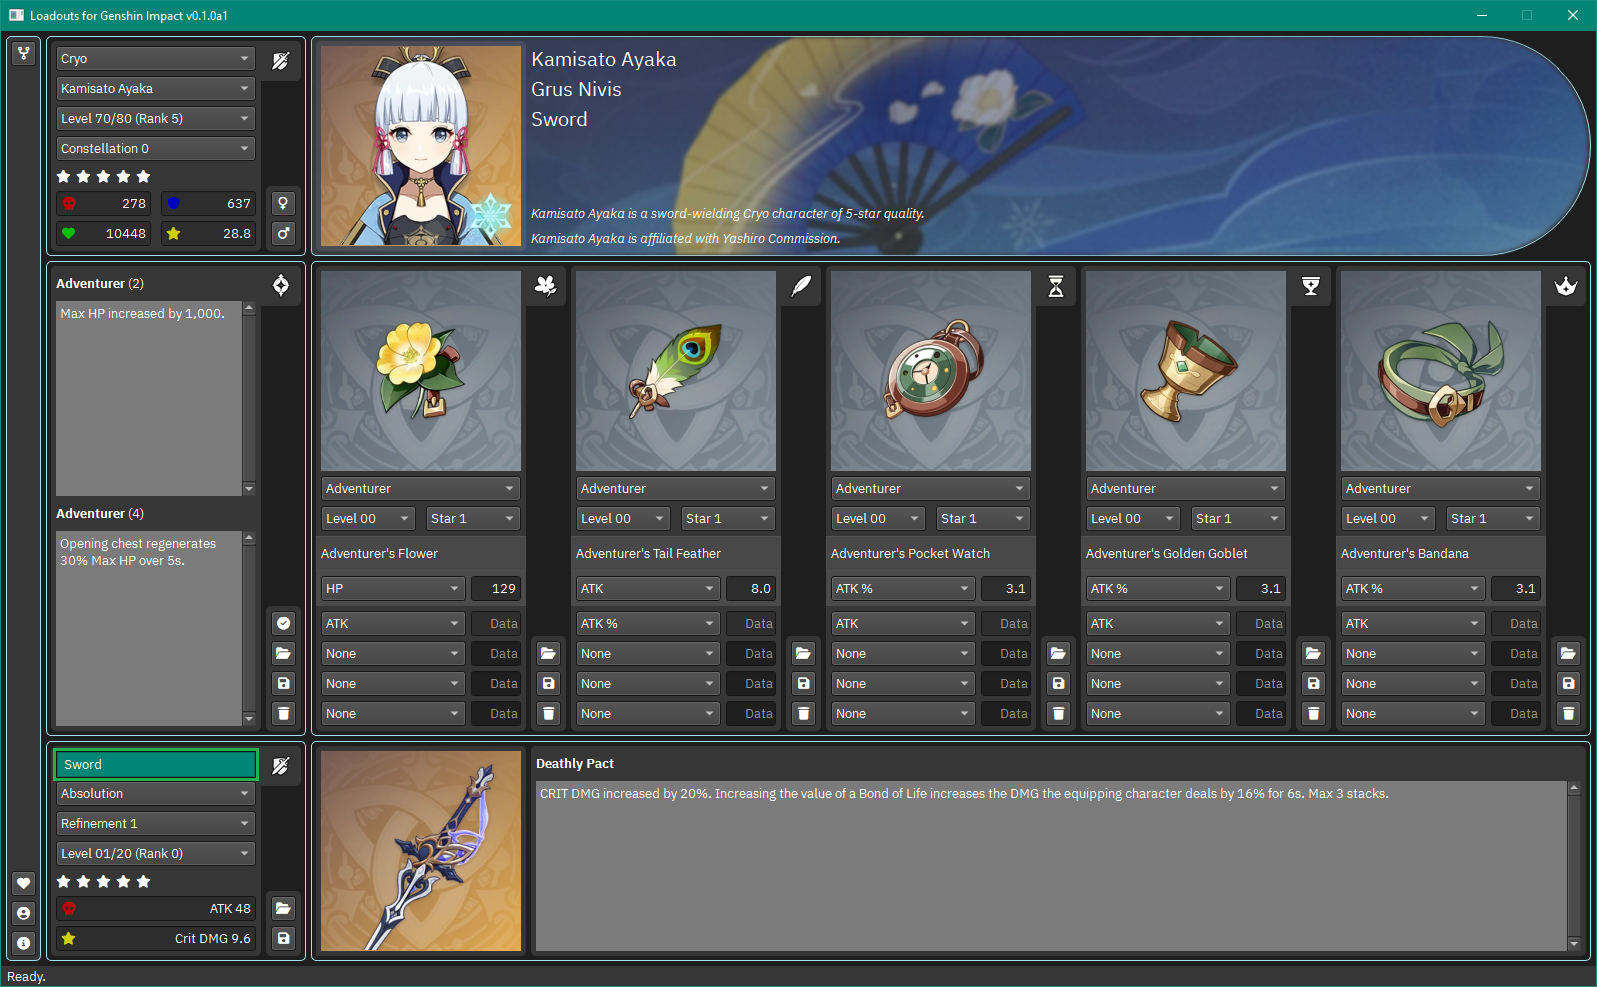 Loadouts for Genshin Impact v0.1.0a1
Cryo
Kamisato Ayaka
Level 70/80 (Rank 5)
Constellation 0
278
637
10448
28.8
Kamisato Ayaka
Grus Nivis
Sword
Kamisato Ayaka is a sword-wielding Cryo character of 5-star quality.
Kamisato Ayaka is affiliated with Yashiro Commission.
Adventurer (2)
Max HP increased by 1,000.
Adventurer (4)
Opening chest regenerates
30% Max HP over 5s.
Adventurer
Level 00 Star 1
Adventurer's Flower
HP 129
ATK Data
None Data
None Data
None Data
Adventurer
Level 00 Star 1
Adventurer's Tail Feather
ATK 8.0
ATK % Data
None Data
None Data
None Data
Adventurer
Level 00 Star 1
Adventurer's Pocket Watch
ATK % 3.1
ATK Data
None Data
None Data
None Data
Adventurer
Level 00 Star 1
Adventurer's Golden Goblet
ATK % 3.1
ATK Data
None Data
None Data
None Data
Adventurer
Level 00 Star 1
Adventurer's Bandana
ATK % 3.1
ATK Data
None Data
None Data
None Data
Sword
Absolution
Refinement 1
Level 01/20 (Rank 0)
ATK 48
Crit DMG 9.6
Deathly Pact
CRIT DMG increased by 20%. Increasing the value of a Bond of Life increases the DMG the equipping character deals by 16% for 6s. Max 3 stacks.
Ready.